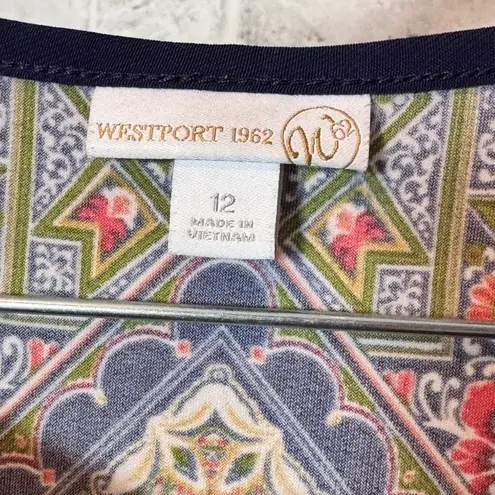 WESTPORT 1962
W62
12
MADE IN
VIETNAM